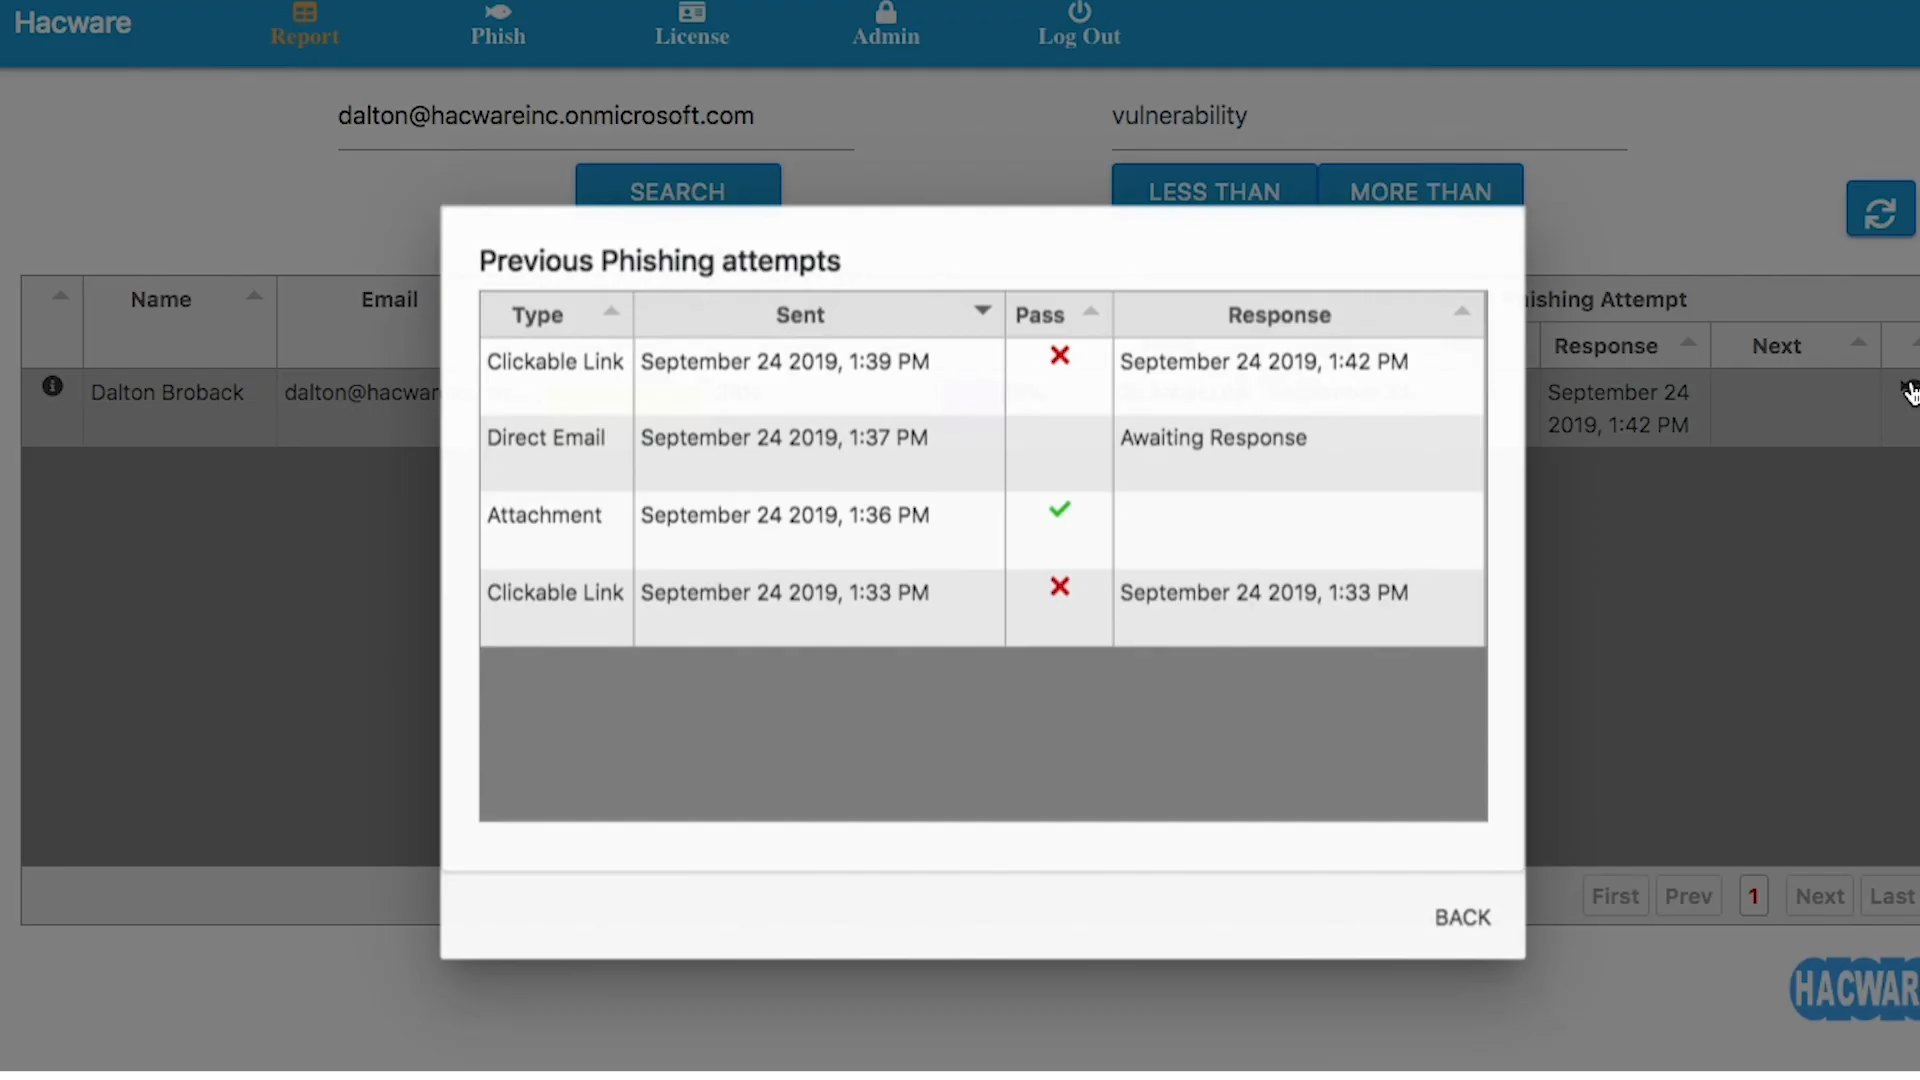 Hacware
Report
Phish
License
Admin
Log Out
dalton@hacwareinc.onmicrosoft.com
vulnerability
SEARCH
LESS THAN
MORE THAN
Name
Email
ishing Attempt
Response
Next
Dalton Broback
dalton@hacwar
September 24
2019, 1:42 PM
Previous Phishing attempts
Type Sent Pass Response
Clickable Link September 24 2019, 1:39 PM September 24 2019, 1:42 PM
Direct Email September 24 2019, 1:37 PM Awaiting Response
Attachment September 24 2019, 1:36 PM
Clickable Link September 24 2019, 1:33 PM September 24 2019, 1:33 PM
BACK
First Prev 1 Next Last
HACWAR